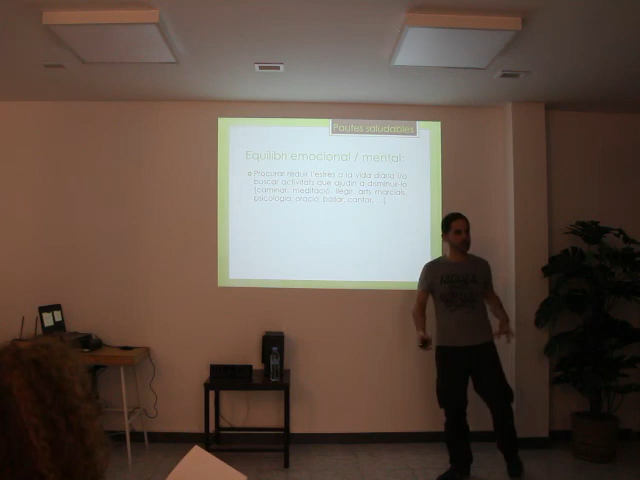 Pautes saludables
Equilibri emocional / mental:
Procurar reduir l'estres a la vida diària i/o
buscar activitats que ajudin a disminuir-lo
(caminar, meditació, llegir, arts marcials,
psicologia, oració, ballar, cantar, ...)